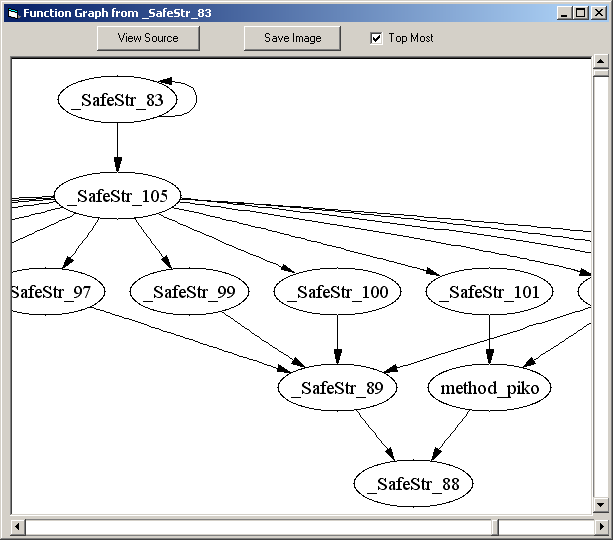 Function Graph from _SafeStr_83
View Source
Save Image
Top Most
_SafeStr_83
_SafeStr_105
SafeStr_97
_SafeStr_99
_SafeStr_100
_SafeStr_101
_SafeStr_89
method_piko
_SafeStr_88